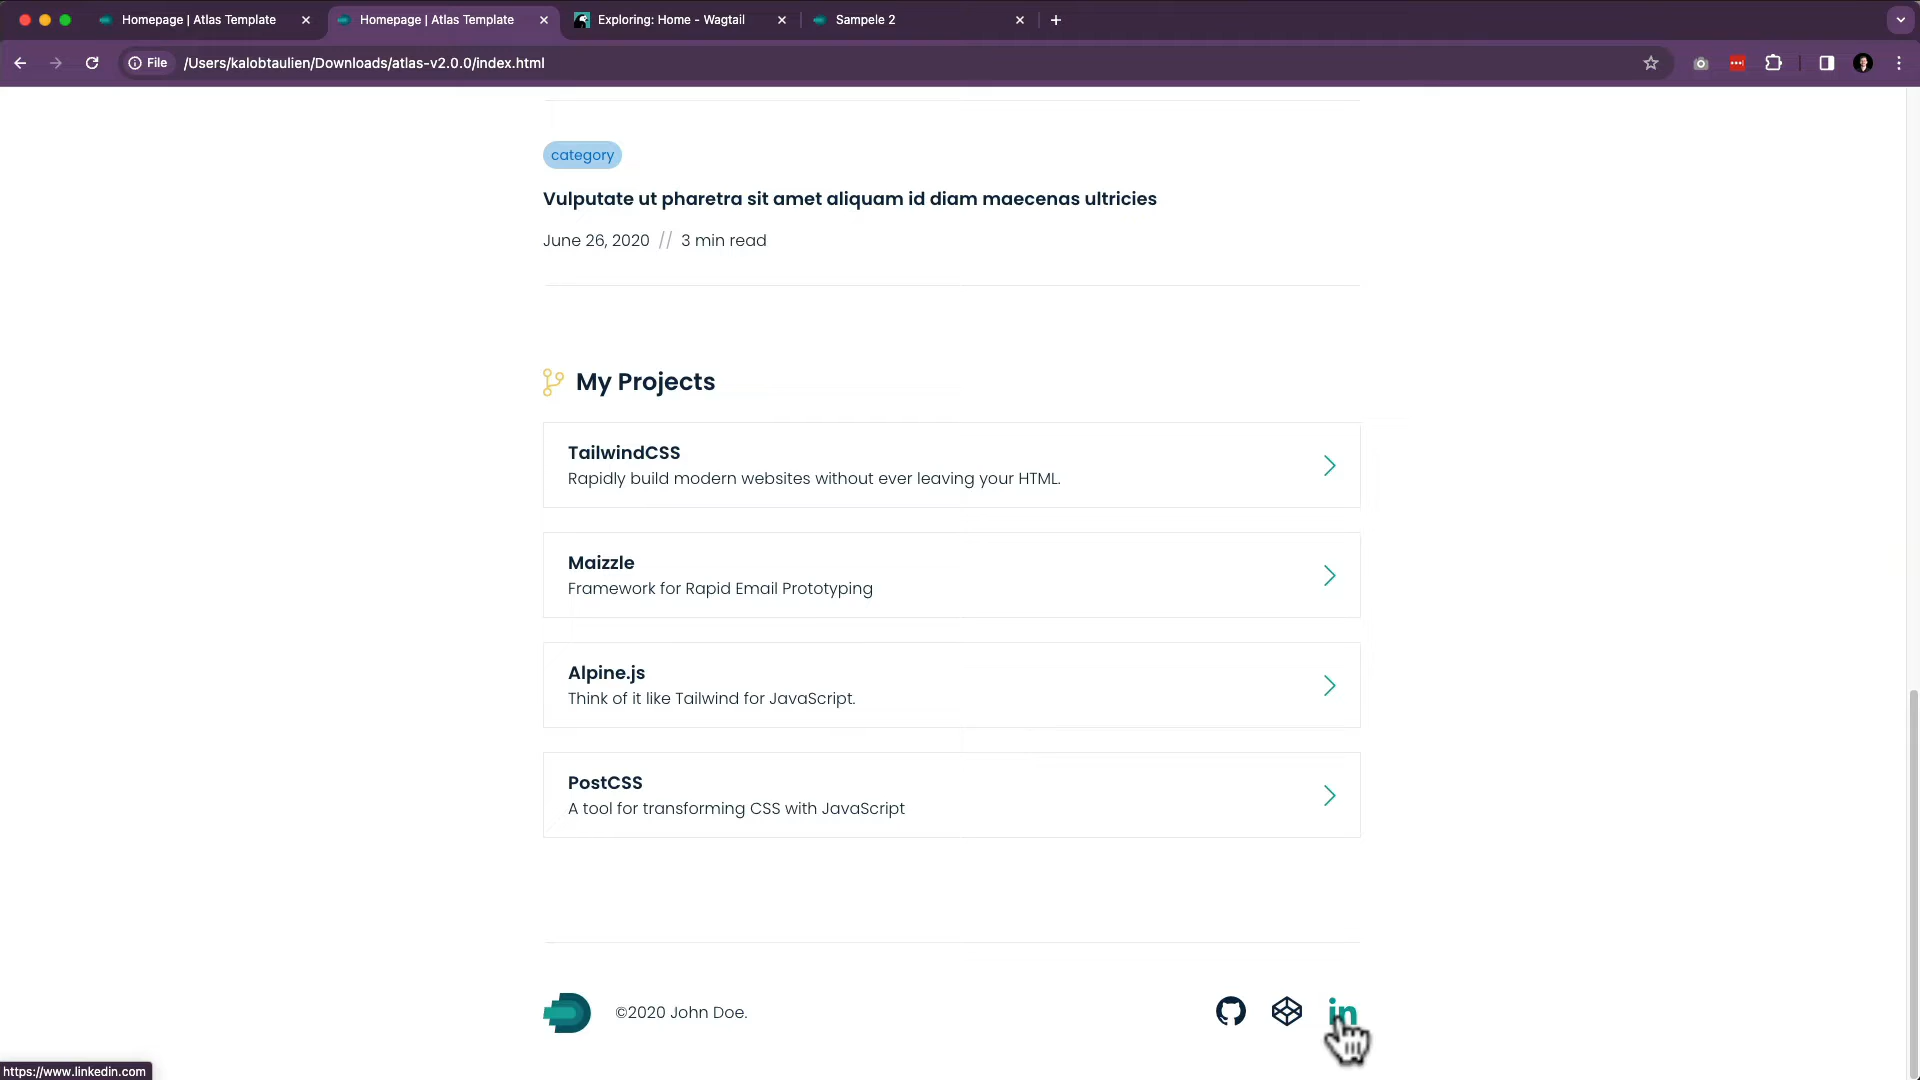 Homepage | Atlas Template
Homepage | Atlas Template
Exploring: Home - Wagtail
Sampele 2
File
/Users/kalobtaulien/Downloads/atlas-v2.0.0/index.html
category
Vulputate ut pharetra sit amet aliquam id diam maecenas ultricies
June 26, 2020 // 3 min read
My Projects
TailwindCSS
Rapidly build modern websites without ever leaving your HTML.
Maizzle
Framework for Rapid Email Prototyping
Alpine.js
Think of it like Tailwind for JavaScript.
PostCSS
A tool for transforming CSS with JavaScript
©2020 John Doe.
in
https://www.linkedin.com